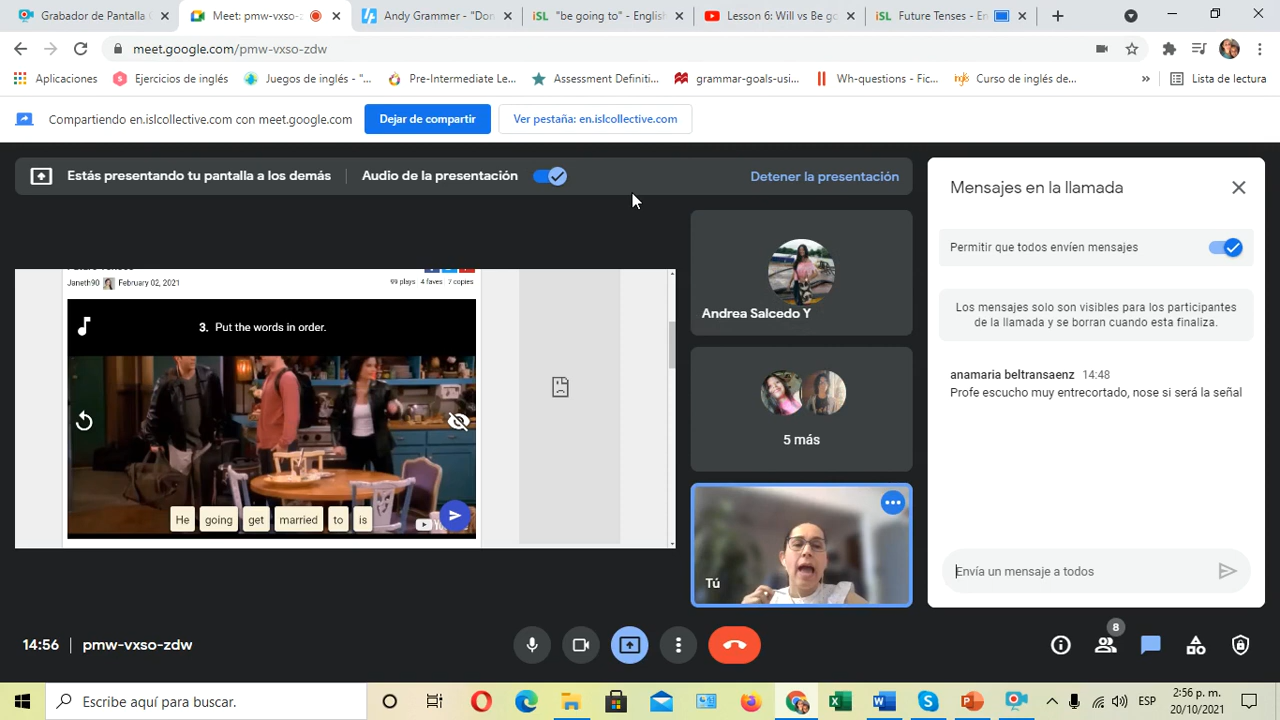 Grabador de Pantalla
Meet: pmw-vxso-
Andy Grammer - "Don
iSL "be going to" - English
Lesson 6: Will vs Be go
iSL Future Tenses - En
meet.google.com/pmw-vxso-zdw
Aplicaciones
Ejercicios de inglés
Juegos de inglés - "...
Pre-Intermediate Le...
Assessment Definiti...
grammar-goals-usi...
Wh-questions - Fic...
inglés Curso de inglés de...
»
Lista de lectura
Compartiendo en.islcollective.com con meet.google.com
Dejar de compartir
Ver pestaña: en.islcollective.com
Estás presentando tu pantalla a los demás
Audio de la presentación
Detener la presentación
Janeth90 February 02, 2021
99 plays 4 faves 7 copies
3. Put the words in order.
He going get married to is
Andrea Salcedo Y
5 más
Tú
Mensajes en la llamada
Permitir que todos envíen mensajes
Los mensajes solo son visibles para los participantes
de la llamada y se borran cuando esta finaliza.
anamaria beltransaenz 14:48
Profe escucho muy entrecortado, nose si será la señal
Envía un mensaje a todos
14:56 pmw-vxso-zdw
8
Escribe aquí para buscar.
ESP
2:56 p. m.
20/10/2021